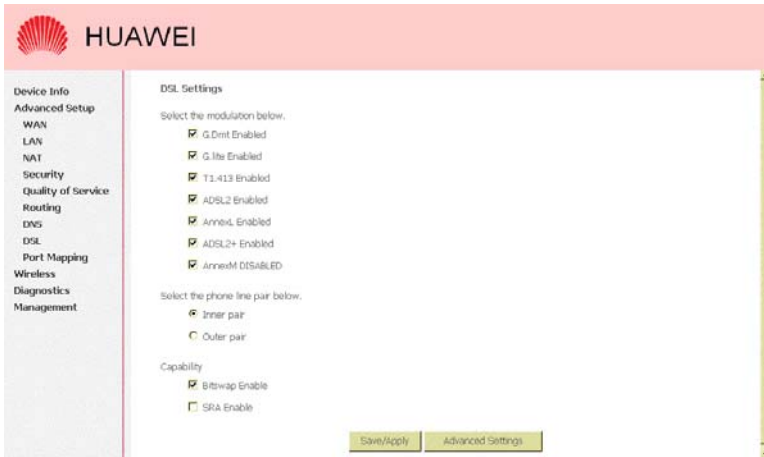 HUAWEI
Device Info
Advanced Setup
WAN
LAN
NAT
Security
Quality of Service
Routing
DNS
DSL
Port Mapping
Wireless
Diagnostics
Management
DSL Settings
Select the modulation below.
G.Dmt Enabled
G.lite Enabled
T1.413 Enabled
ADSL2 Enabled
AnnexL Enabled
ADSL2+ Enabled
AnnexM DISABLED
Select the phone line pair below.
Inner pair
Outer pair
Capability
Bitswap Enable
SRA Enable
Save/Apply
Advanced Settings